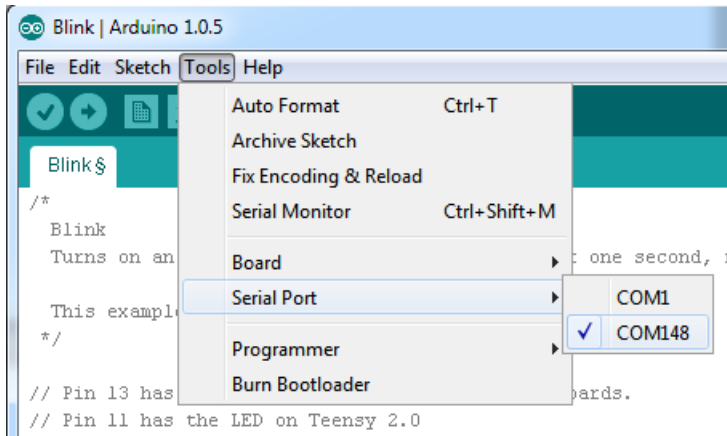 Blink | Arduino 1.0.5
File Edit Sketch Tools Help
Auto Format Ctrl+T
Archive Sketch
Fix Encoding & Reload
Serial Monitor Ctrl+Shift+M
Board
Serial Port
Programmer
Burn Bootloader
COM1
COM148
Blink§
/*
Blink
Turns on an one second,
This
*/
// Pin 13 has
// Pin 11 has the LED on Teensy 2.0